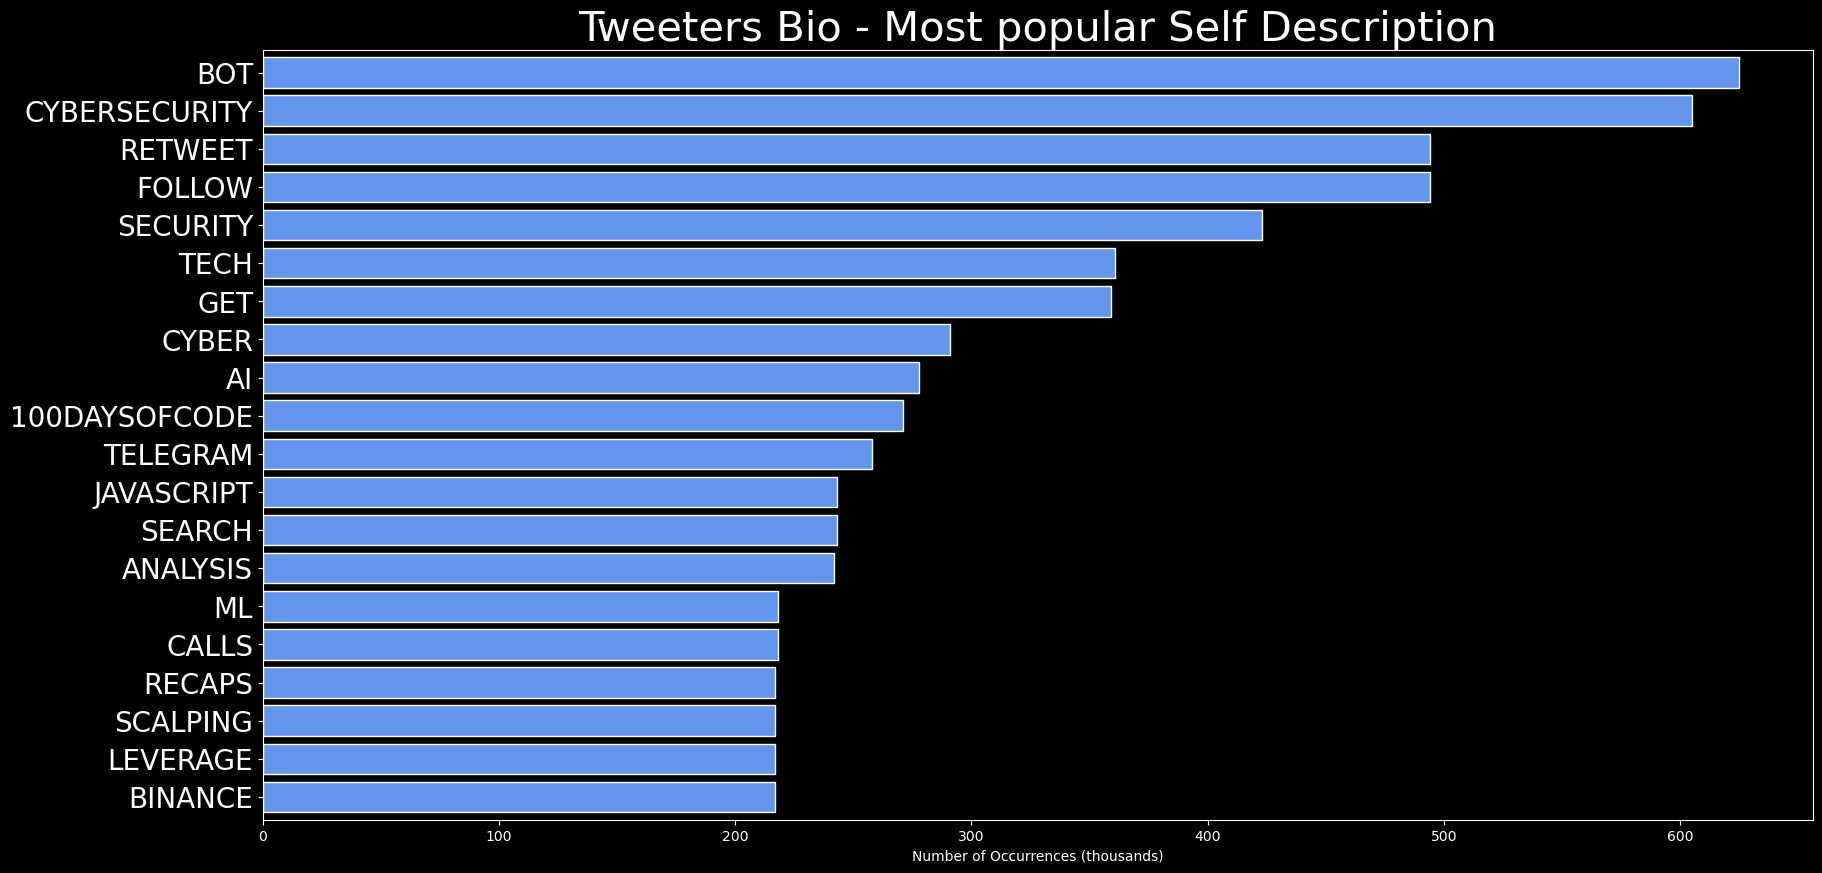 Tweeters Bio - Most popular Self Description
BOT
CYBERSECURITY
RETWEET
FOLLOW
SECURITY
TECH
GET
CYBER
AI
100DAYSOFCODE
TELEGRAM
JAVASCRIPT
SEARCH
ANALYSIS
ML
CALLS
RECAPS
SCALPING
LEVERAGE
BINANCE
0 100 200 300 400 500 600
Number of Occurrences (thousands)